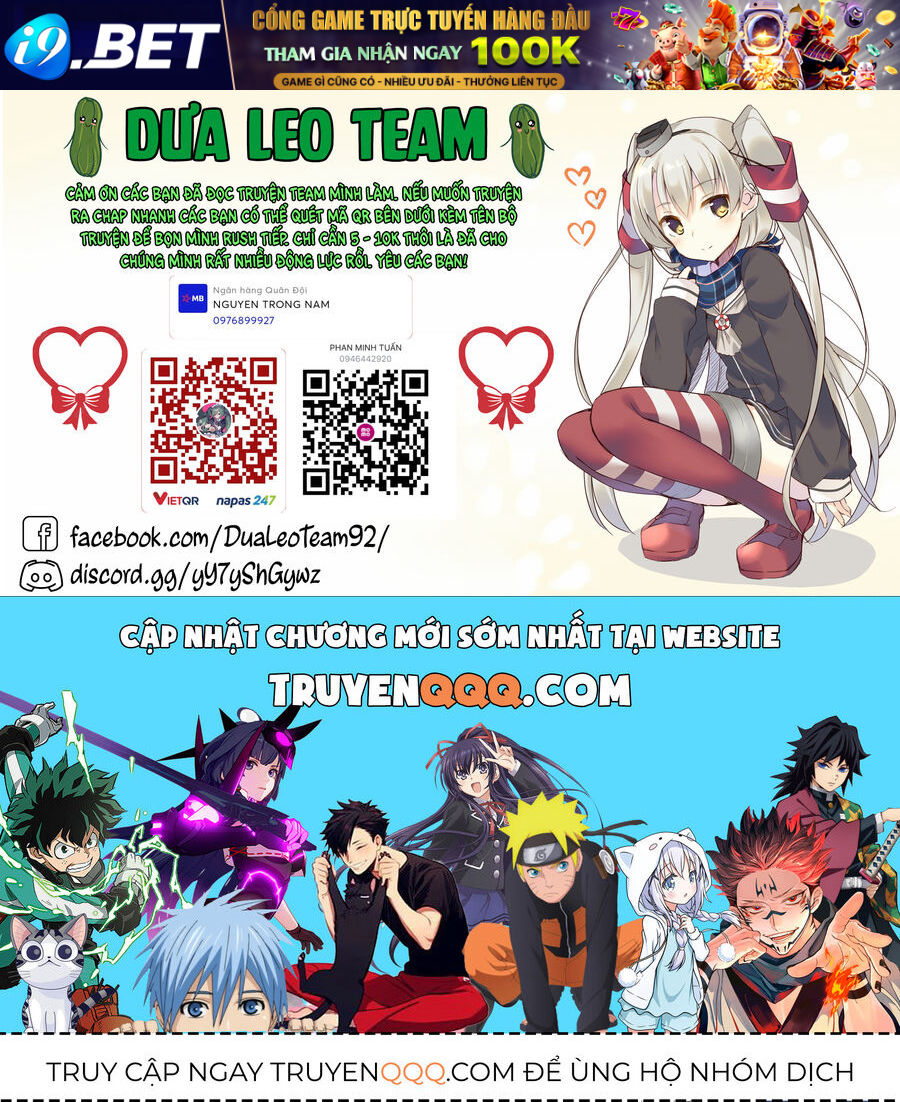 i9.BET
CỔNG GAME TRỰC TUYẾN HÀNG ĐẦU
THAM GIA NHẬN NGAY 100K
GAME GÌ CŨNG CÓ - NHIỀU ƯU ĐÃI - THƯỞNG LIÊN TỤC
DƯA LEO TEAM
CẢM ƠN CÁC BẠN ĐÃ ĐỌC TRUYỆN TEAM MÌNH LÀM. NẾU MUỐN TRUYỆN
RA CHAP NHANH CÁC BẠN CÓ THỂ QUÉT MÃ QR BÊN DƯỚI KÈM TÊN BỘ
TRUYỆN ĐỂ BỌN MÌNH RUSH TIẾP. CHỈ CẦN 5 - 10K THÔI LÀ ĐÃ CHO
CHÚNG MÌNH RẤT NHIỀU ĐỘNG LỰC RỒI. YÊU CÁC BẠN!
MB
Ngân hàng Quân Đội
NGUYEN TRONG NAM
0976899927
PHAN MINH TUẤN
0946442920
VIETQR napas 247
facebook.com/DuaLeoTeam92/
discord.gg/yY7yShGywz
CẬP NHẬT CHƯƠNG MỚI SỚM NHẤT TẠI WEBSITE
TRUYENQQQ.COM
TRUY CẬP NGAY TRUYENQQQ.COM ĐỂ ÙNG HỘ NHÓM DỊCH